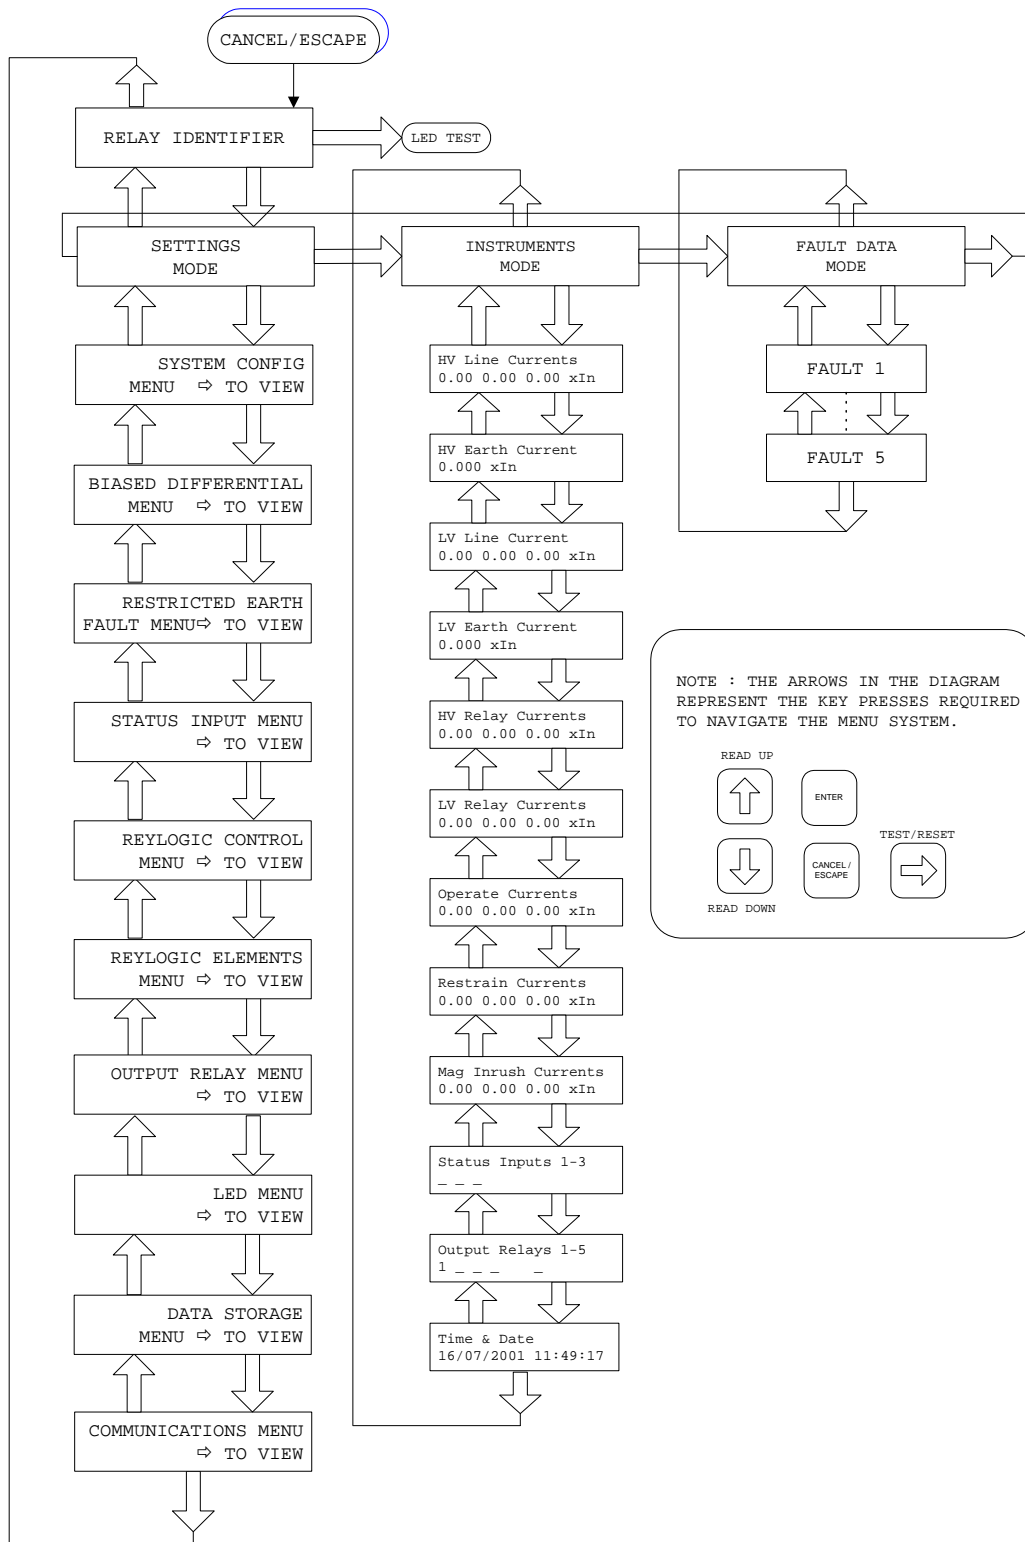 CANCEL/ESCAPE
RELAY IDENTIFIER
LED TEST
SETTINGS
MODE
INSTRUMENTS
MODE
FAULT DATA
MODE
SYSTEM CONFIG
MENU ⇨ TO VIEW
BIASED DIFFERENTIAL
MENU ⇨ TO VIEW
RESTRICTED EARTH
FAULT MENU⇨ TO VIEW
STATUS INPUT MENU
⇨ TO VIEW
REYLOGIC CONTROL
MENU ⇨ TO VIEW
REYLOGIC ELEMENTS
MENU ⇨ TO VIEW
OUTPUT RELAY MENU
⇨ TO VIEW
LED MENU
⇨ TO VIEW
DATA STORAGE
MENU ⇨ TO VIEW
COMMUNICATIONS MENU
⇨ TO VIEW
HV Line Currents
0.00 0.00 0.00 xIn
HV Earth Current
0.000 xIn
LV Line Current
0.00 0.00 0.00 xIn
LV Earth Current
0.000 xIn
HV Relay Currents
0.00 0.00 0.00 xIn
LV Relay Currents
0.00 0.00 0.00 xIn
Operate Currents
0.00 0.00 0.00 xIn
Restrain Currents
0.00 0.00 0.00 xIn
Mag Inrush Currents
0.00 0.00 0.00 xIn
Status Inputs 1-3
_ _ _
Output Relays 1-5
1 _ _ _ _
Time & Date
16/07/2001 11:49:17
FAULT 1
FAULT 5
NOTE : THE ARROWS IN THE DIAGRAM
REPRESENT THE KEY PRESSES REQUIRED
TO NAVIGATE THE MENU SYSTEM.
READ UP
ENTER
TEST/RESET
CANCEL /
ESCAPE
READ DOWN